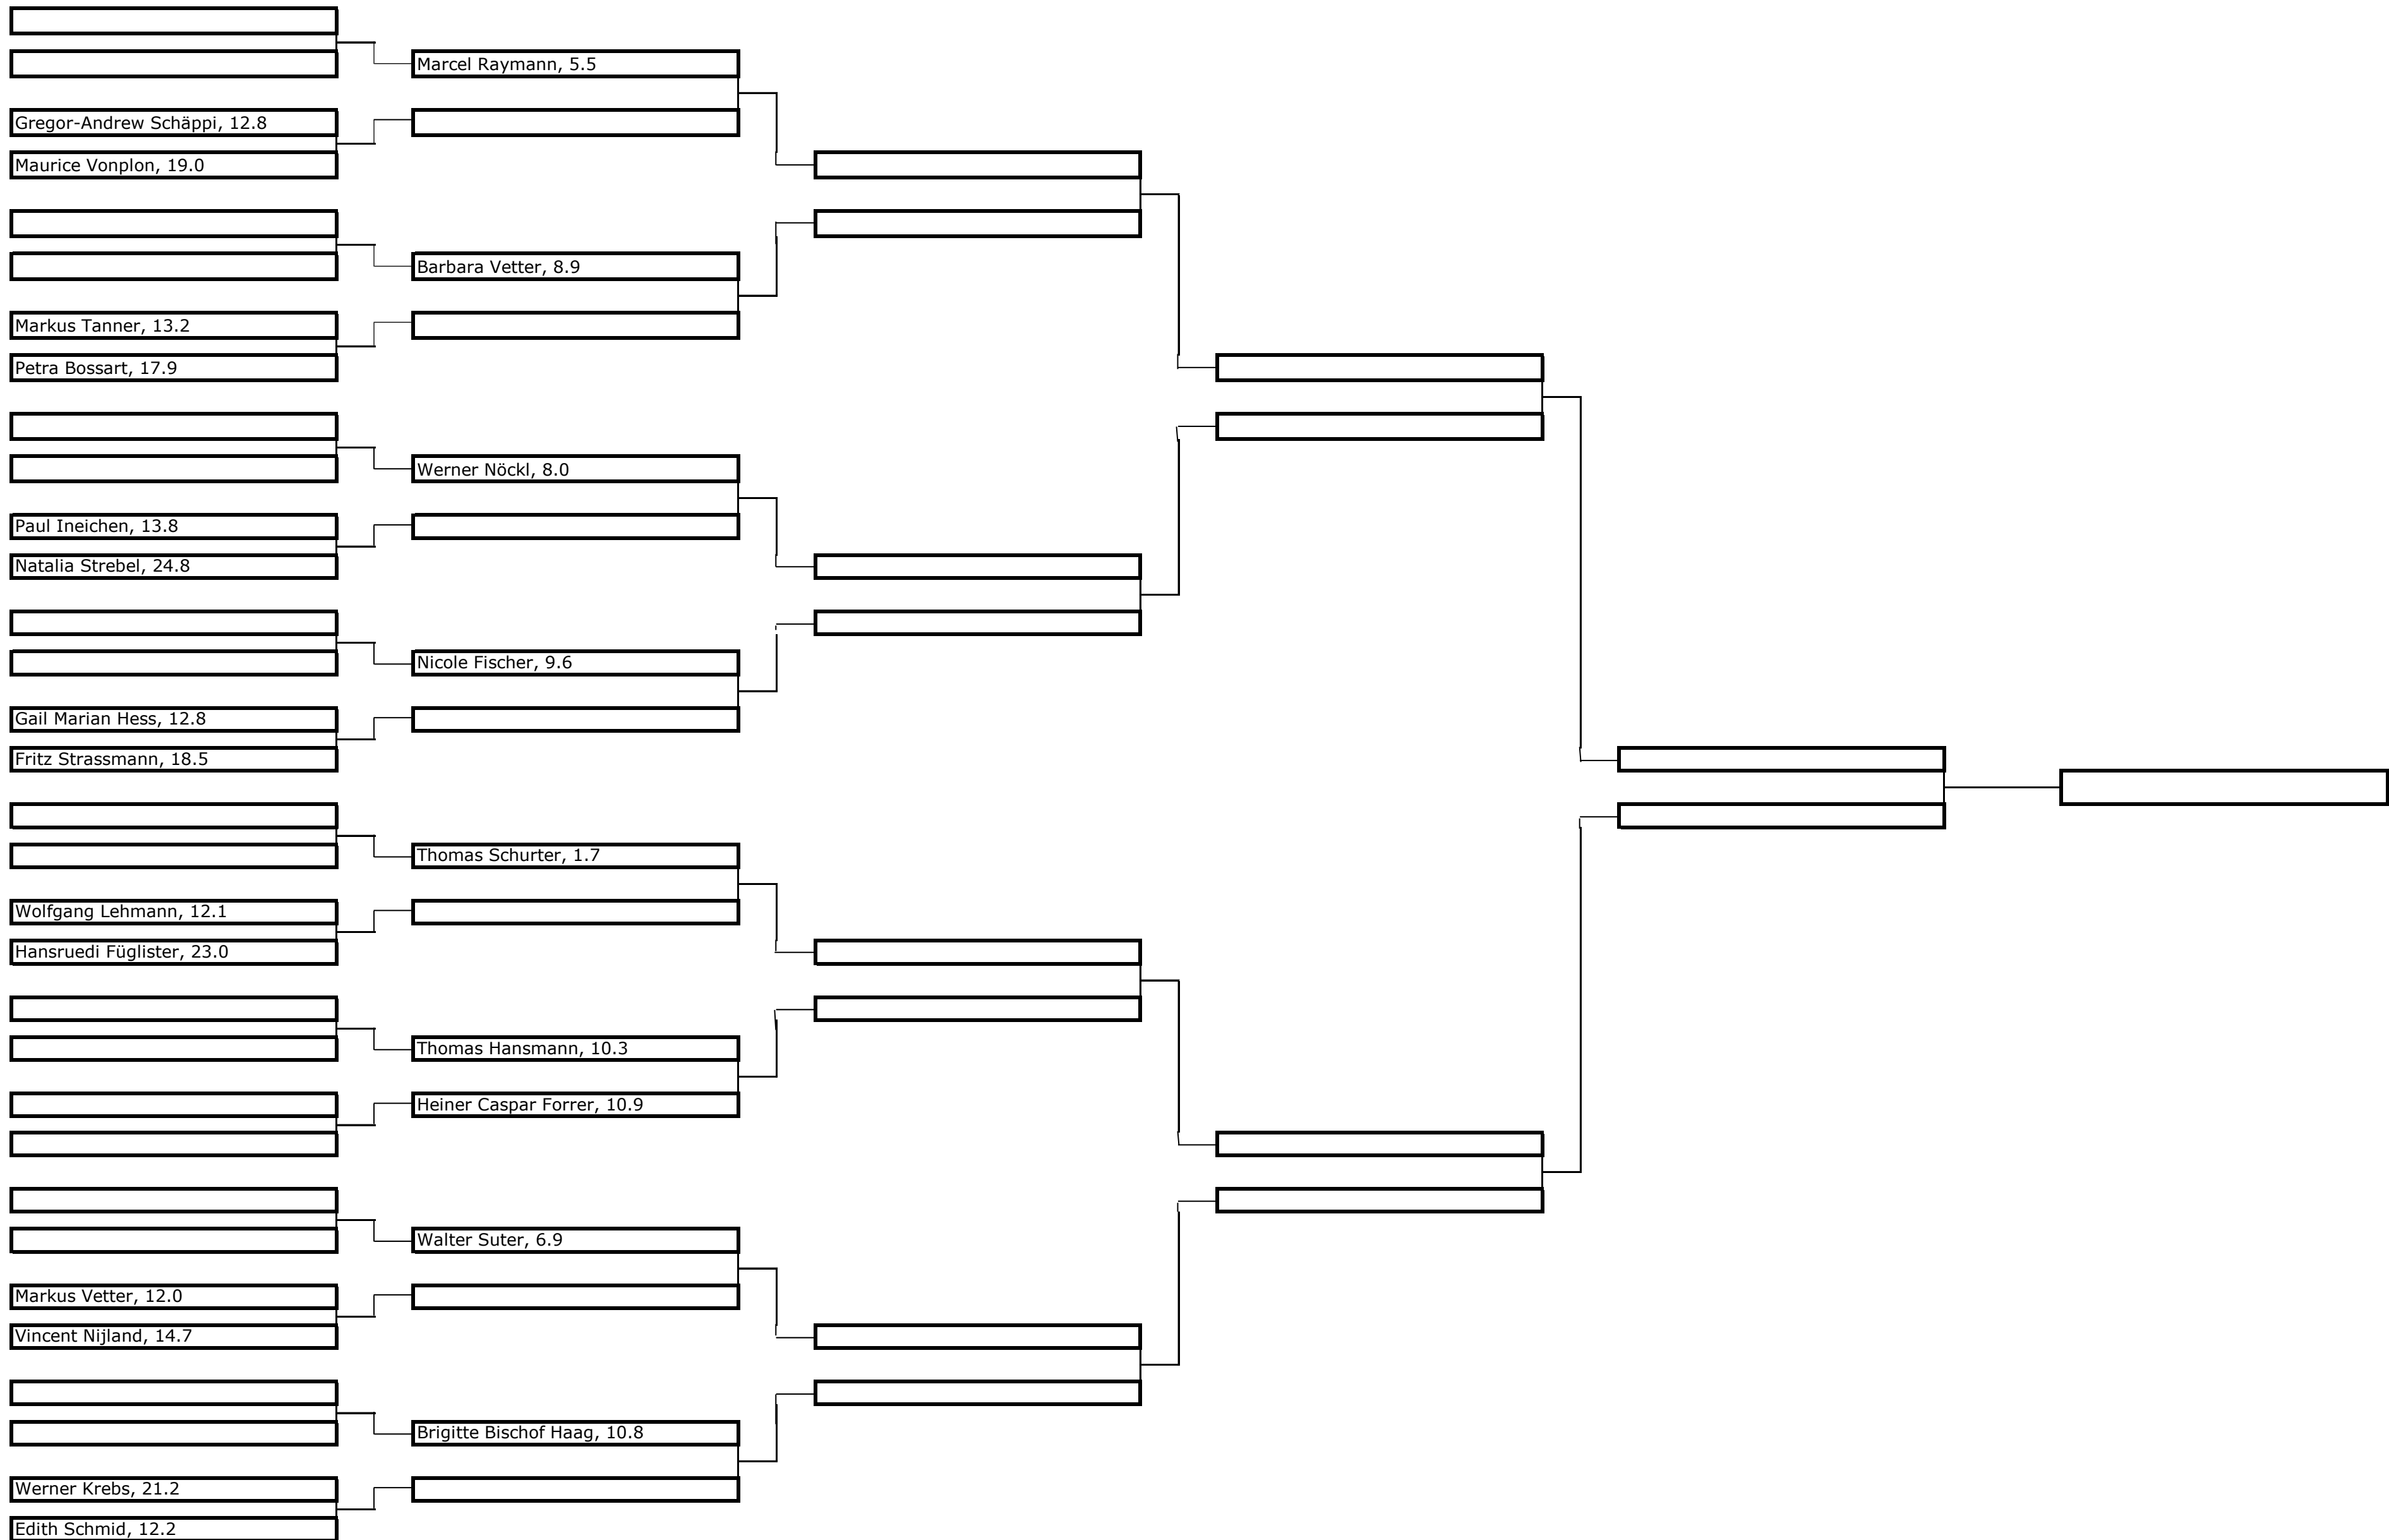 Marcel Raymann, 5.5
Gregor-Andrew Schäppi, 12.8
Maurice Vonplon, 19.0
Barbara Vetter, 8.9
Markus Tanner, 13.2
Petra Bossart, 17.9
Werner Nöckl, 8.0
Paul Ineichen, 13.8
Natalia Strebel, 24.8
Nicole Fischer, 9.6
Gail Marian Hess, 12.8
Fritz Strassmann, 18.5
Thomas Schurter, 1.7
Wolfgang Lehmann, 12.1
Hansruedi Füglister, 23.0
Thomas Hansmann, 10.3
Heiner Caspar Forrer, 10.9
Walter Suter, 6.9
Markus Vetter, 12.0
Vincent Nijland, 14.7
Brigitte Bischof Haag, 10.8
Werner Krebs, 21.2
Edith Schmid, 12.2